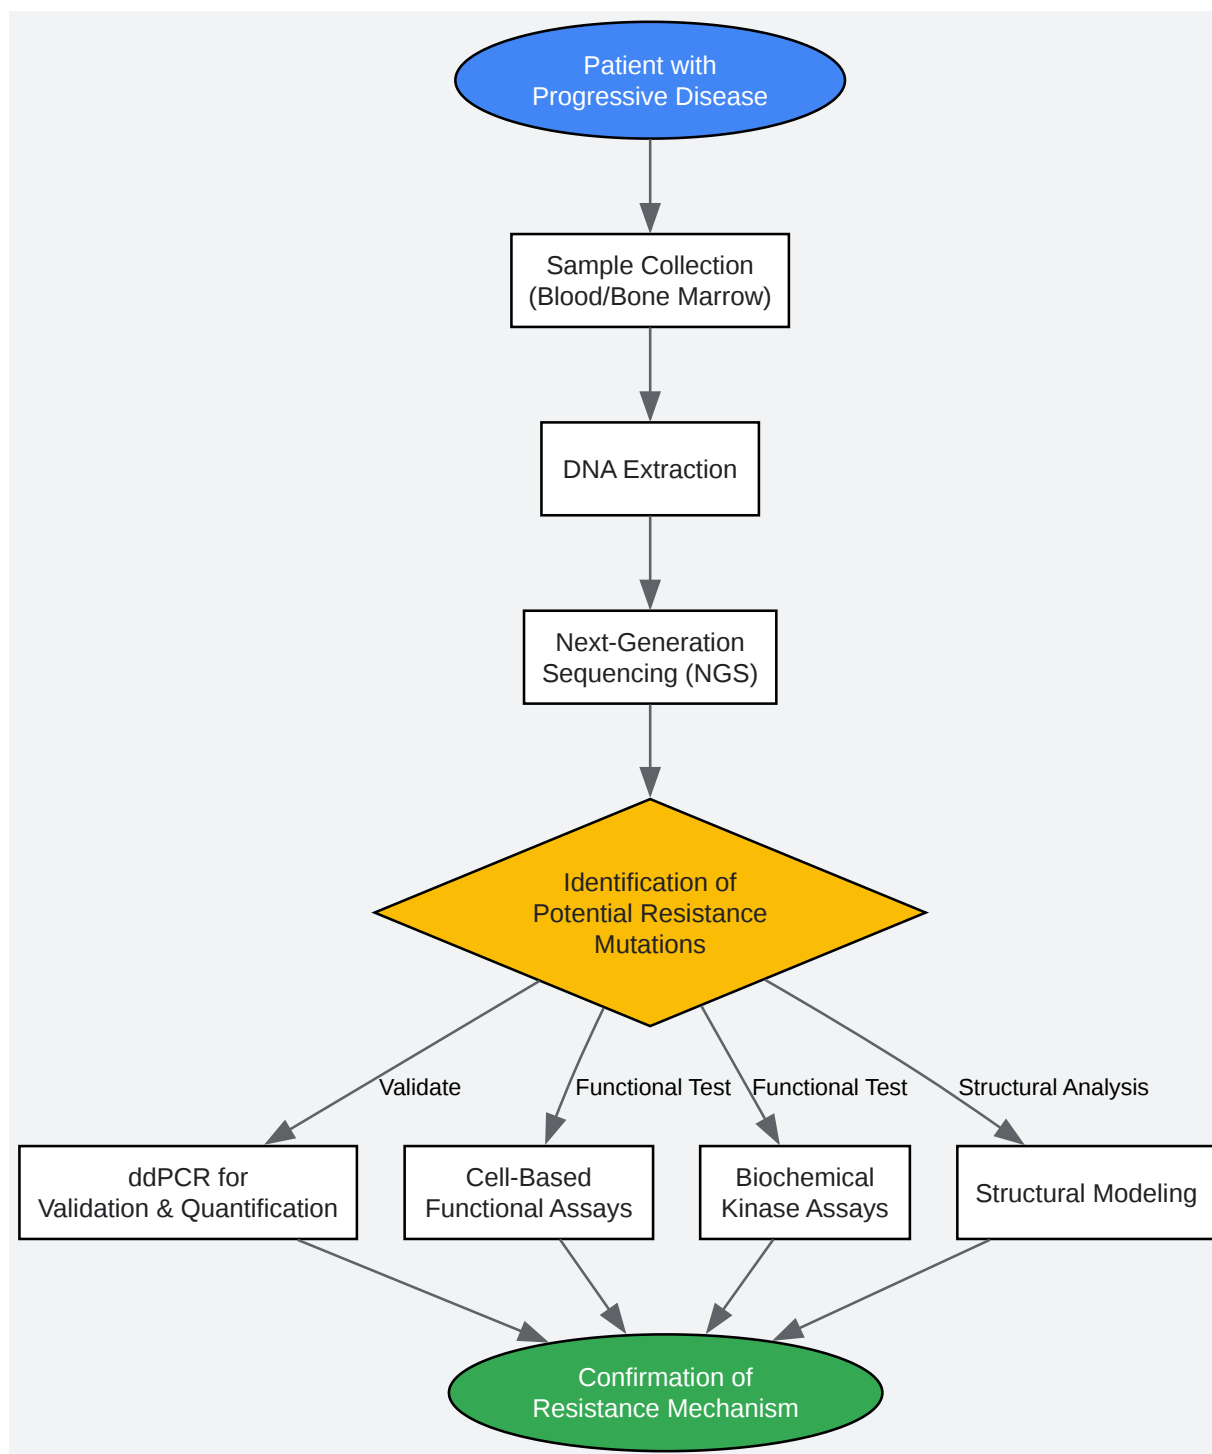 Patient with
Progressive Disease
Sample Collection
(Blood/Bone Marrow)
DNA Extraction
Next-Generation
Sequencing (NGS)
Identification of
Potential Resistance
Mutations
Validate
Functional Test
Functional Test
Structural Analysis
ddPCR for
Validation & Quantification
Cell-Based
Functional Assays
Biochemical
Kinase Assays
Structural Modeling
Confirmation of
Resistance Mechanism